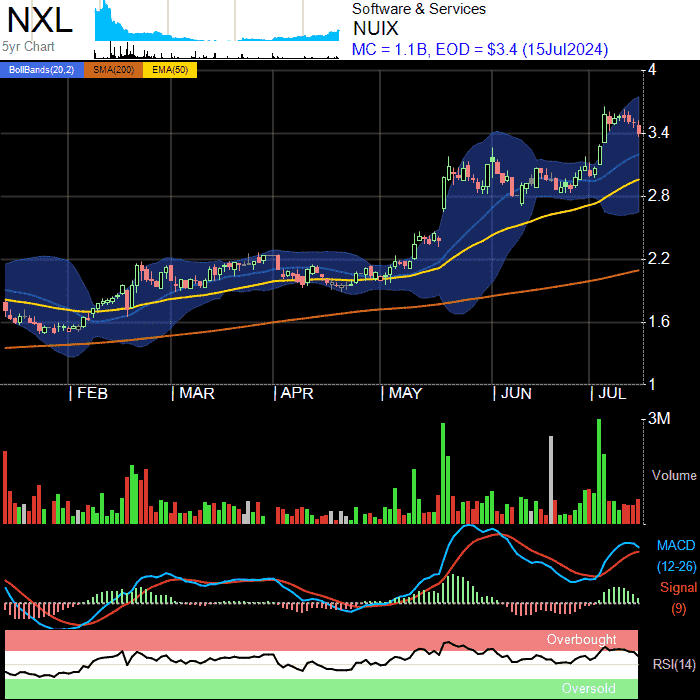 NXL
5yr Chart
Software & Services
NUIX
MC = 1.1B, EOD = $3.4 (15Jul2024)
BollBands(20,2) SMA(200) EMA(50)
4
3.4
2.8
2.2
1.6
1
FEB MAR APR MAY JUN JUL
3M
Volume
MACD
(12-26)
Signal
(9)
Overbought
RSI(14)
Oversold